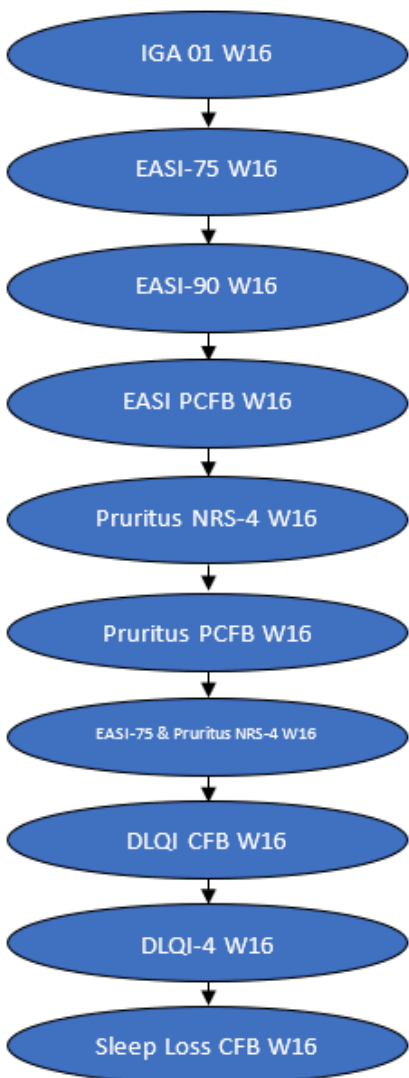 IGA 01 W16
EASI-75 W16
EASI-90 W16
EASI PCFB W16
Pruritus NRS-4 W16
Pruritus PCFB W16
EASI-75 & Pruritus NRS-4 W16
DLQI CFB W16
DLQI-4 W16
Sleep Loss CFB W16